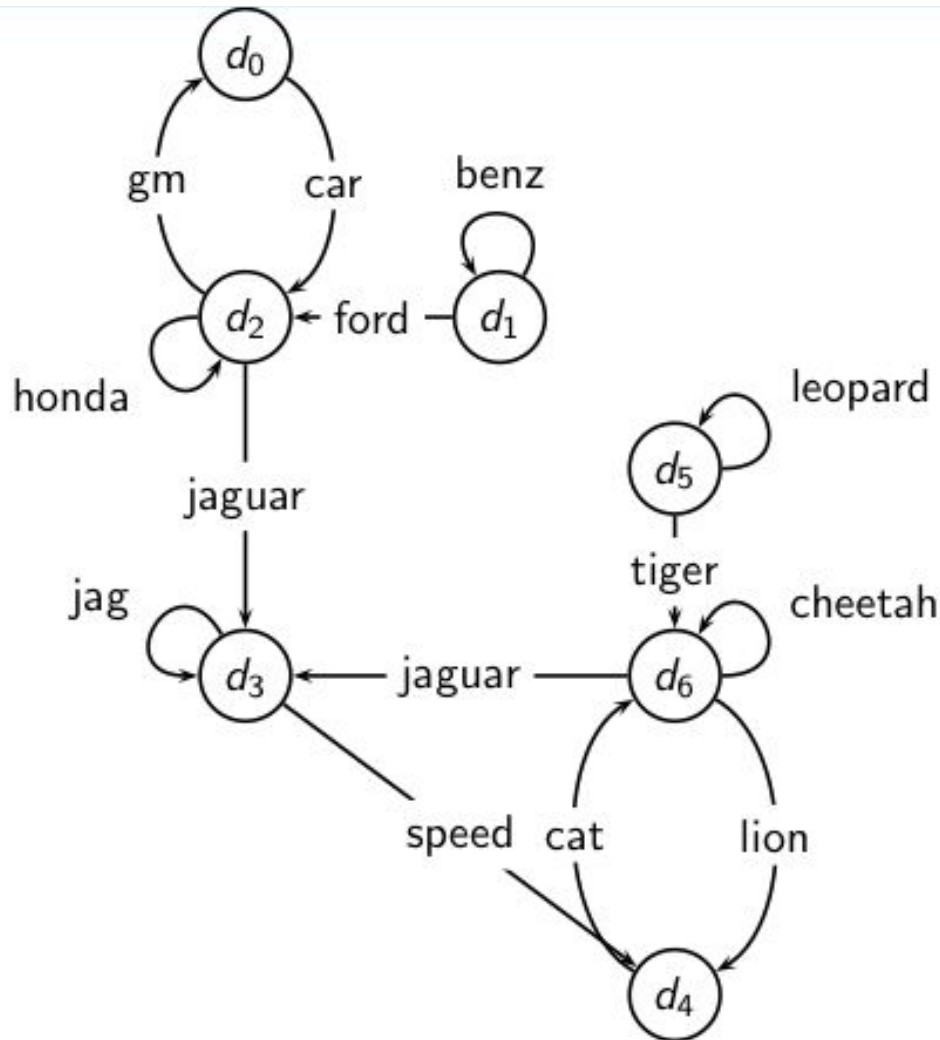 d₀
gm
car
benz
d₂
ford
d₁
honda
leopard
d₅
jaguar
tiger
jag
cheetah
d₃
jaguar
d₆
speed
cat
lion
d₄